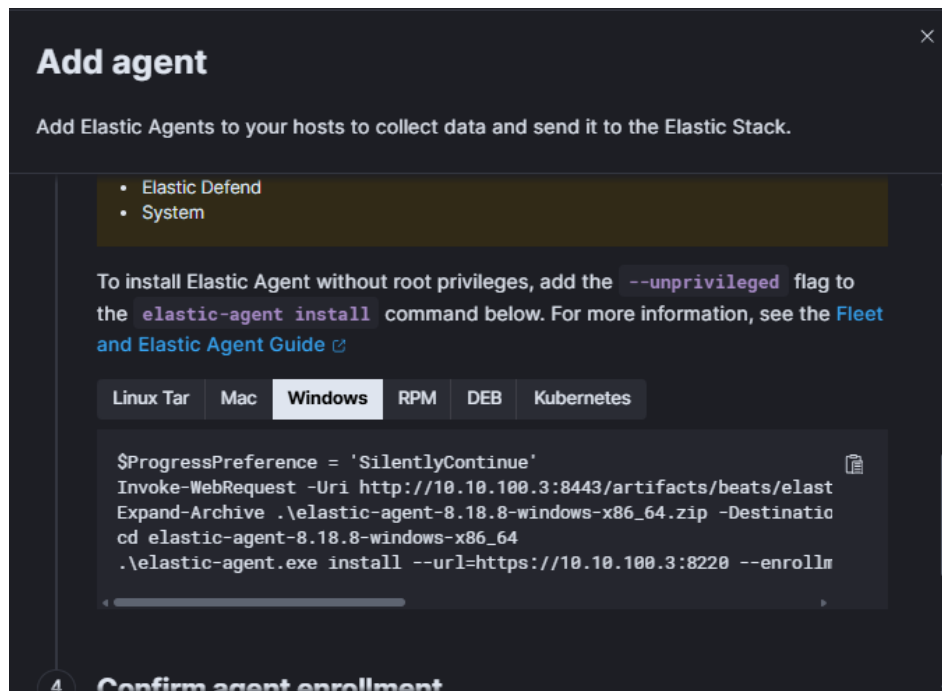 Add agent
Add Elastic Agents to your hosts to collect data and send it to the Elastic Stack.
• Elastic Defend
• System
To install Elastic Agent without root privileges, add the --unprivileged flag to
the elastic-agent install command below. For more information, see the Fleet
and Elastic Agent Guide
Linux Tar Mac Windows RPM DEB Kubernetes
$ProgressPreference = 'SilentlyContinue'
Invoke-WebRequest -Uri http://10.10.100.3:8443/artifacts/beats/elast
Expand-Archive .\elastic-agent-8.18.8-windows-x86_64.zip -Destinatio
cd elastic-agent-8.18.8-windows-x86_64
.\elastic-agent.exe install --url=https://10.10.100.3:8220 --enrollm
4 Confirm agent enrollment